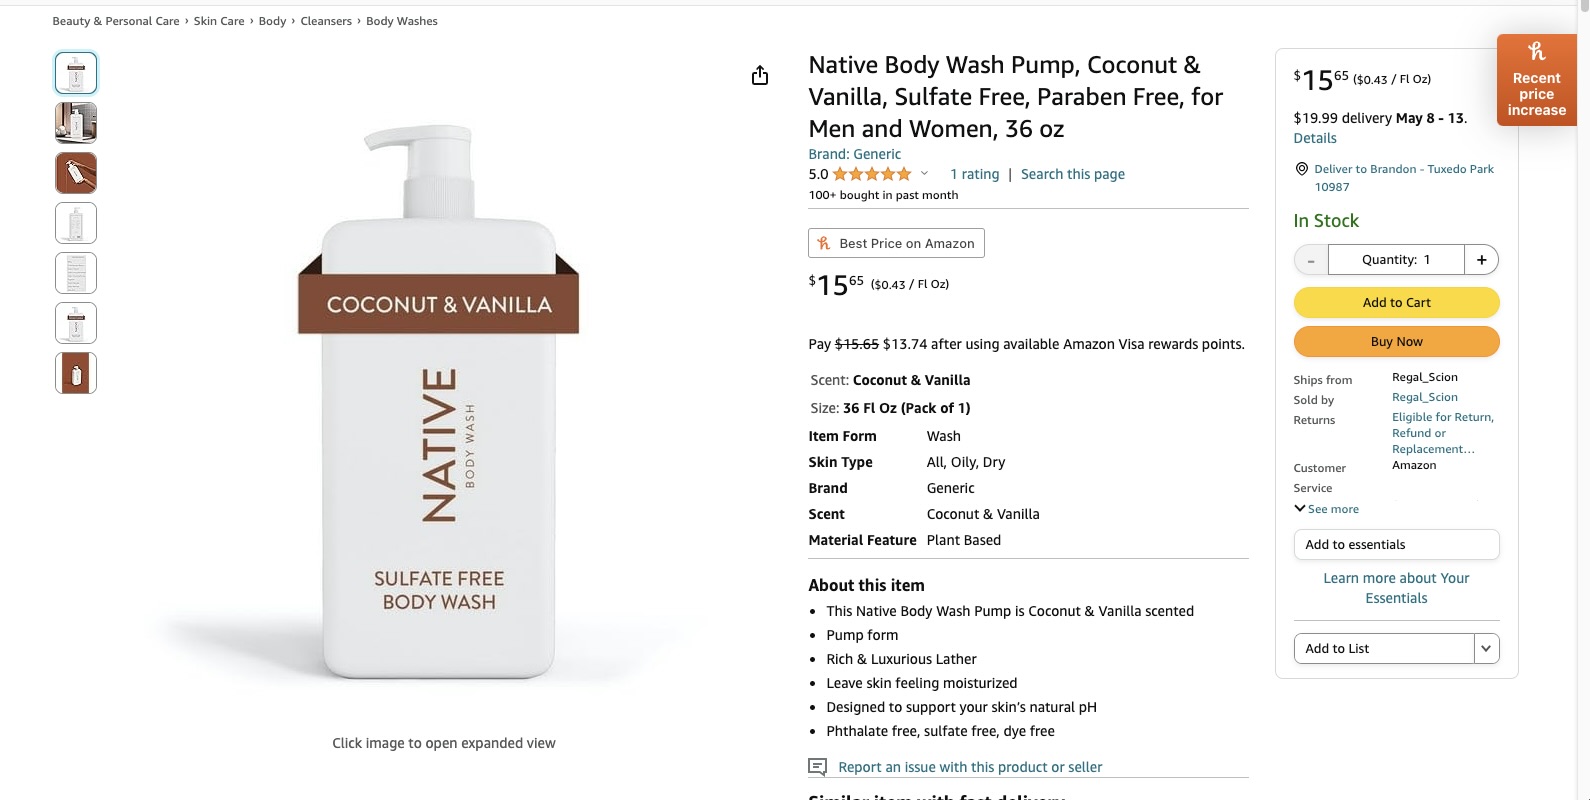 Beauty & Personal Care › Skin Care › Body › Cleansers › Body Washes
COCONUT & VANILLA
NATIVE
BODY WASH
SULFATE FREE
BODY WASH
Click image to open expanded view
Native Body Wash Pump, Coconut &
Vanilla, Sulfate Free, Paraben Free, for
Men and Women, 36 oz
Brand: Generic
5.0 1 rating | Search this page
100+ bought in past month
Best Price on Amazon
$15.65 ($0.43 / Fl Oz)
Pay $15.65 $13.74 after using available Amazon Visa rewards points.
Scent: Coconut & Vanilla
Size: 36 Fl Oz (Pack of 1)
Item Form Wash
Skin Type All, Oily, Dry
Brand Generic
Scent Coconut & Vanilla
Material Feature Plant Based
About this item
• This Native Body Wash Pump is Coconut & Vanilla scented
• Pump form
• Rich & Luxurious Lather
• Leave skin feeling moisturized
• Designed to support your skin's natural pH
• Phthalate free, sulfate free, dye free
Report an issue with this product or seller
Similar item with fast delivery
$15 65 ($0.43 / Fl Oz)
$19.99 delivery May 8 - 13.
Details
Deliver to Brandon - Tuxedo Park
10987
In Stock
- Quantity: 1 +
Add to Cart
Buy Now
Ships from Regal_Scion
Sold by Regal_Scion
Returns Eligible for Return,
Refund or
Replacement...
Customer Amazon
Service
See more
Add to essentials
Learn more about Your
Essentials
Add to List
Recent
price
increase